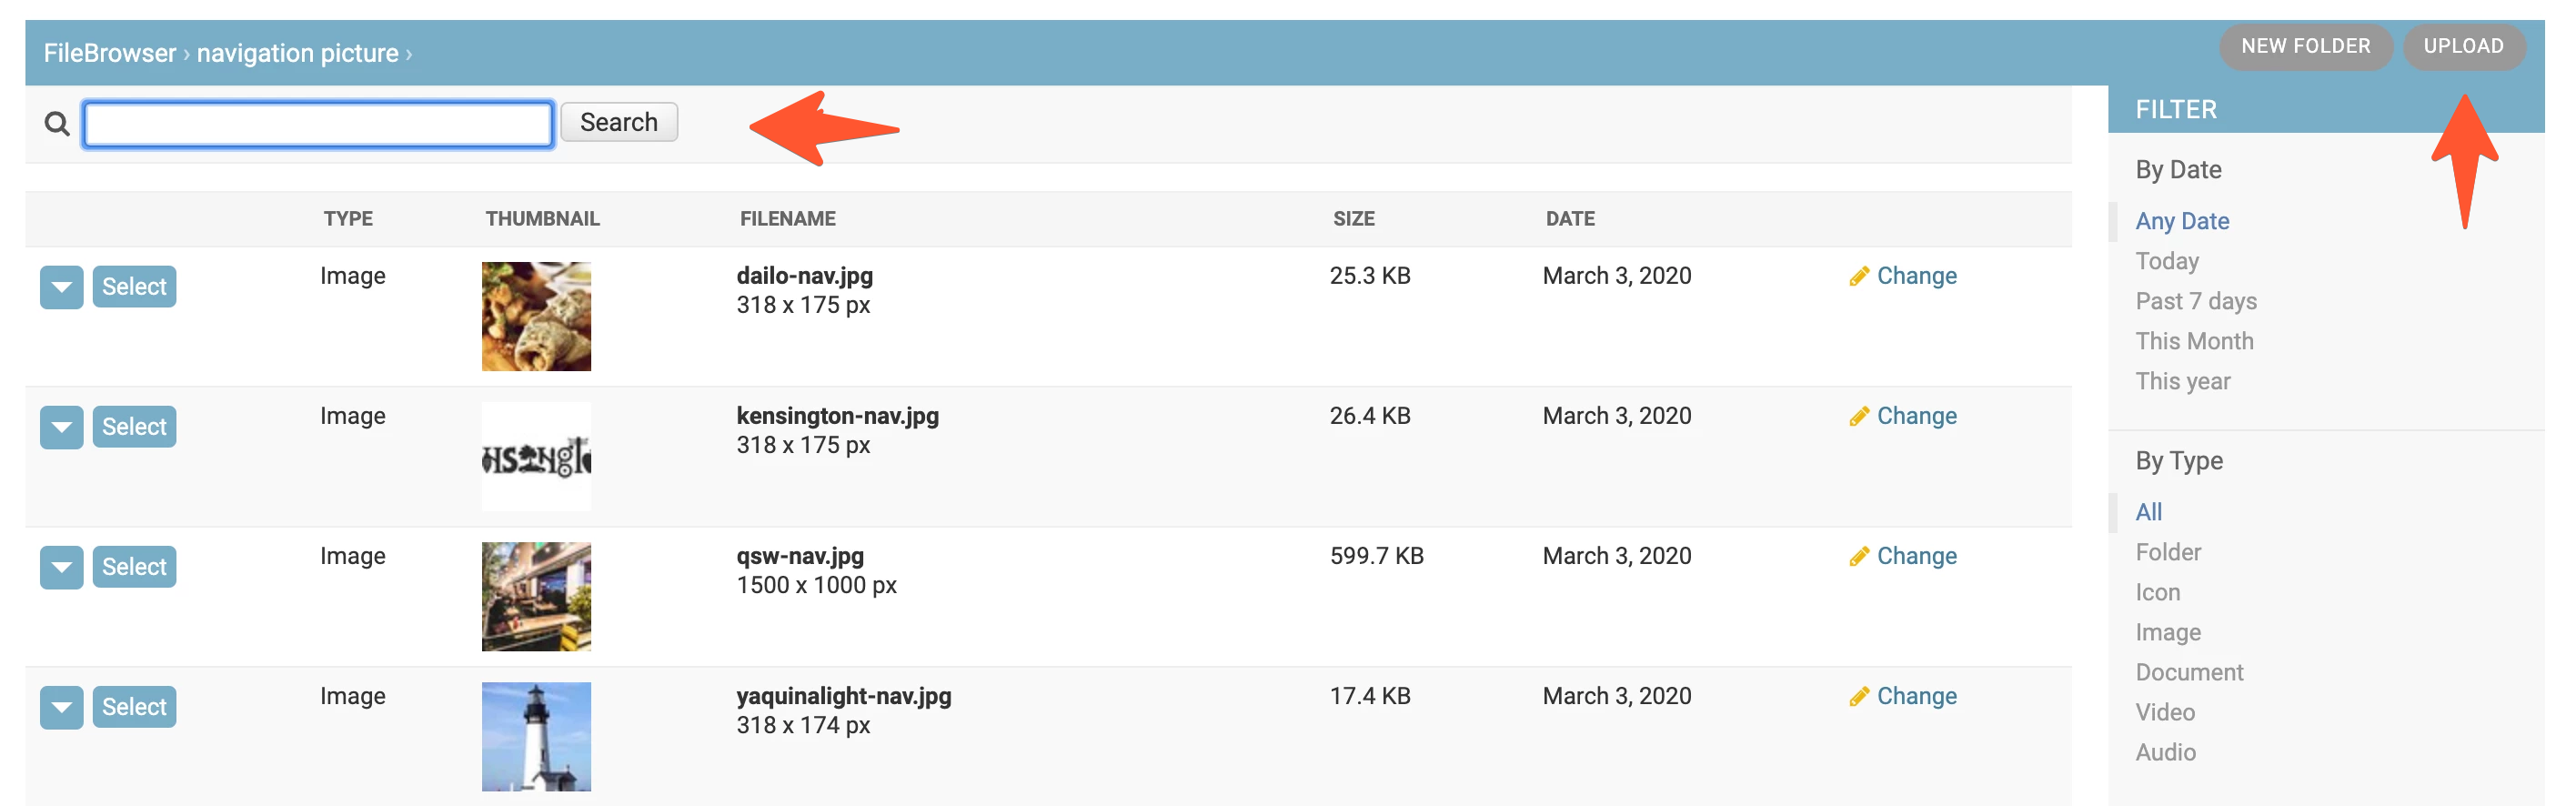 FileBrowser › navigation picture ›
NEW FOLDER
UPLOAD
Search
FILTER
By Date
Any Date
Today
Past 7 days
This Month
This year
By Type
All
Folder
Icon
Image
Document
Video
Audio
TYPE THUMBNAIL FILENAME SIZE DATE
Select Image dailo-nav.jpg 25.3 KB March 3, 2020 Change
318 x 175 px
Select Image kensington-nav.jpg 26.4 KB March 3, 2020 Change
318 x 175 px
Select Image qsw-nav.jpg 599.7 KB March 3, 2020 Change
1500 x 1000 px
Select Image yaquinalight-nav.jpg 17.4 KB March 3, 2020 Change
318 x 174 px